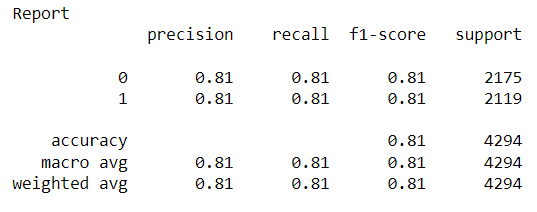 Report
precision recall f1-score support
0 0.81 0.81 0.81 2175
1 0.81 0.81 0.81 2119
accuracy 0.81 4294
macro avg 0.81 0.81 0.81 4294
weighted avg 0.81 0.81 0.81 4294